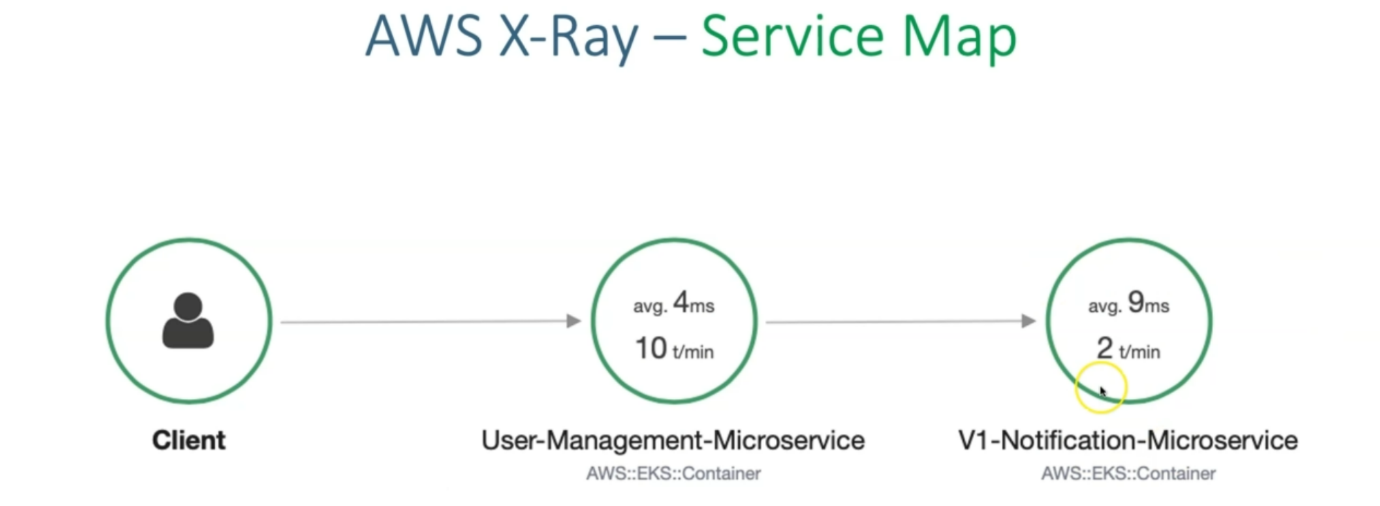 AWS X-Ray – Service Map
avg. 4ms
10 t/min
avg. 9ms
2 t/min
Client
User-Management-Microservice
V1-Notification-Microservice
AWS::EKS::Container
AWS::EKS::Container